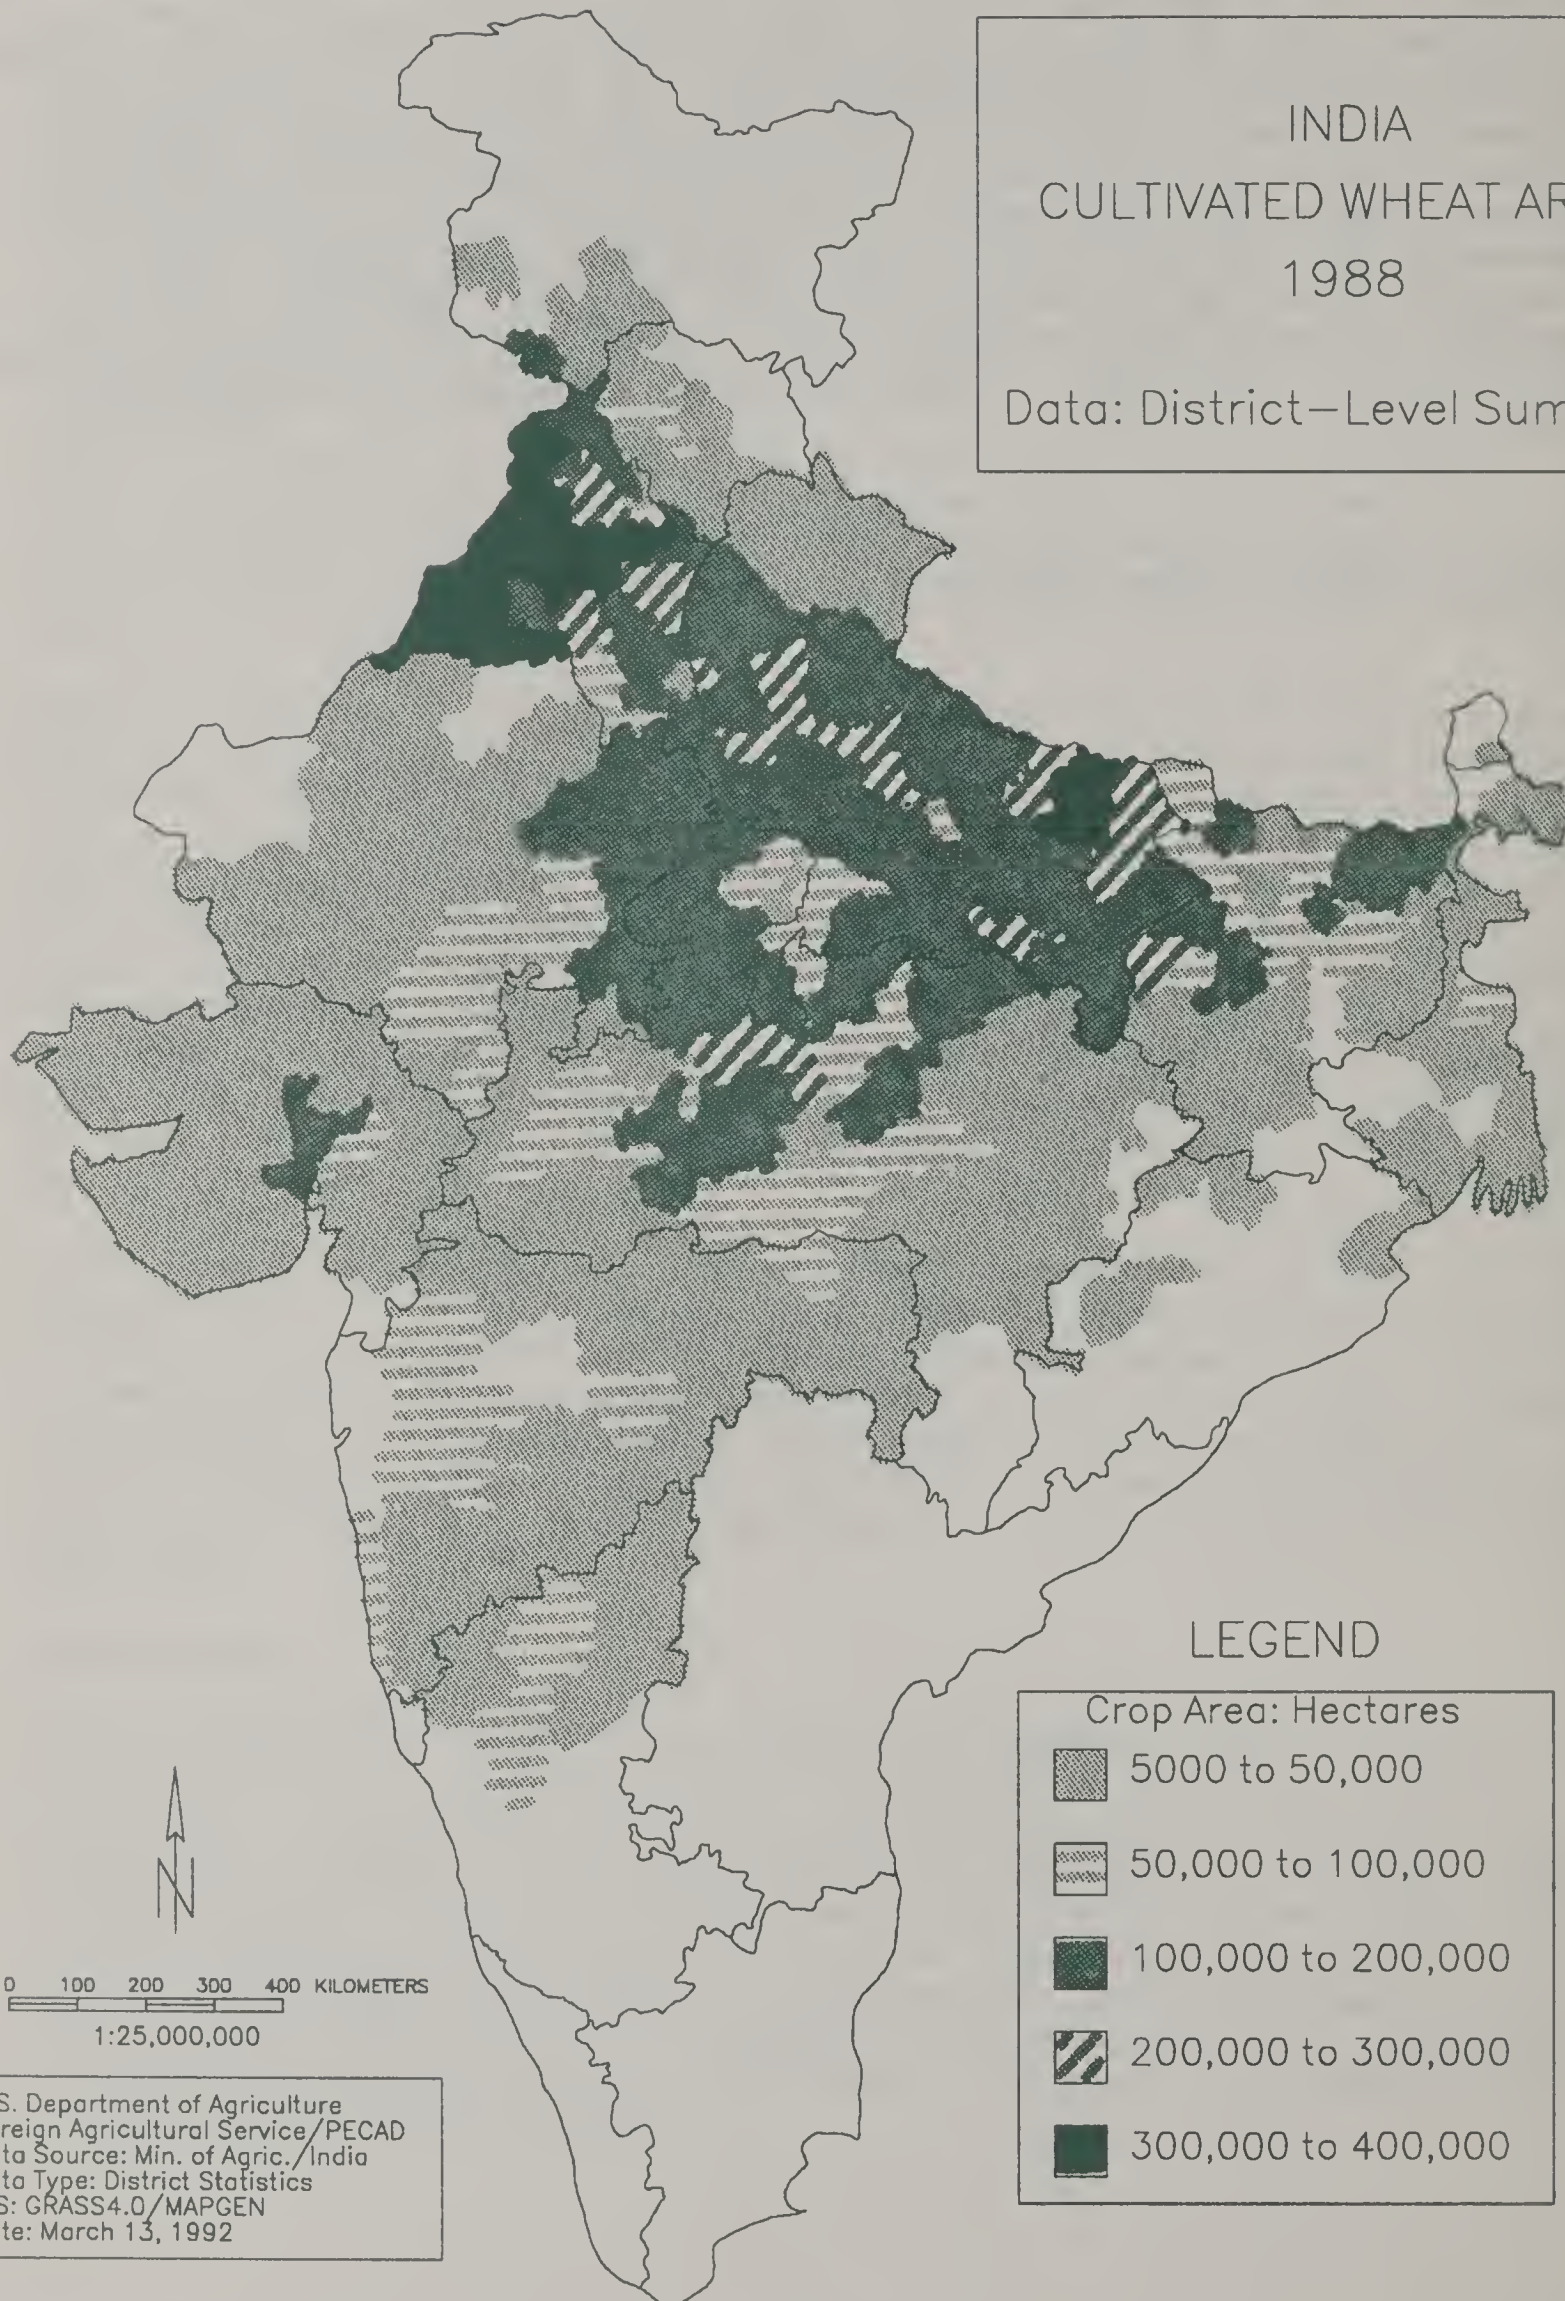 INDIA
CULTIVATED WHEAT
1988
Data: District-Level
LEGEND
Crop Area: Hectares
5000 to 50,000
50,000 to 100,000
100,000 to 200,000
200,000 to 300,000
300,000 to 400,000
N
0 100 200 300 400 KILOMETERS
1:25,000,000
S. Department of Agriculture
reign Agricultural Service/PECAD
ta Source: Min. of Agric./India
ta Type: District Statistics
S: GRASS4.0/MAPGEN
te: March 13, 1992